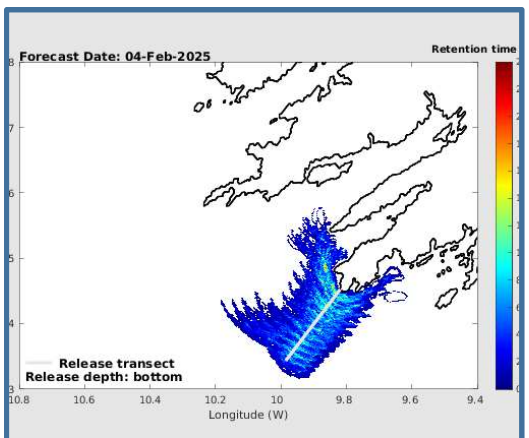 Retention time
Forecast Date: 04-Feb-2025
8
7
6
5
4
3
Release transect
Release depth: bottom
10.8 10.6 10.4 10.2 10 9.8 9.6 9.4
Longitude (W)